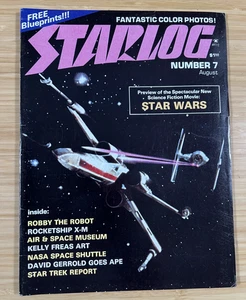 FREE
Blueprints!!!
FANTASTIC COLOR PHOTOS!
STARLOG
NUMBER 7
August
Preview of the Spectacular New
Science Fiction Movie:
STAR WARS
Inside:
ROBBY THE ROBOT
ROCKETSHIP X-M
AIR & SPACE MUSEUM
KELLY FREAS ART
NASA SPACE SHUTTLE
DAVID GERROLD GOES APE
STAR TREK REPORT